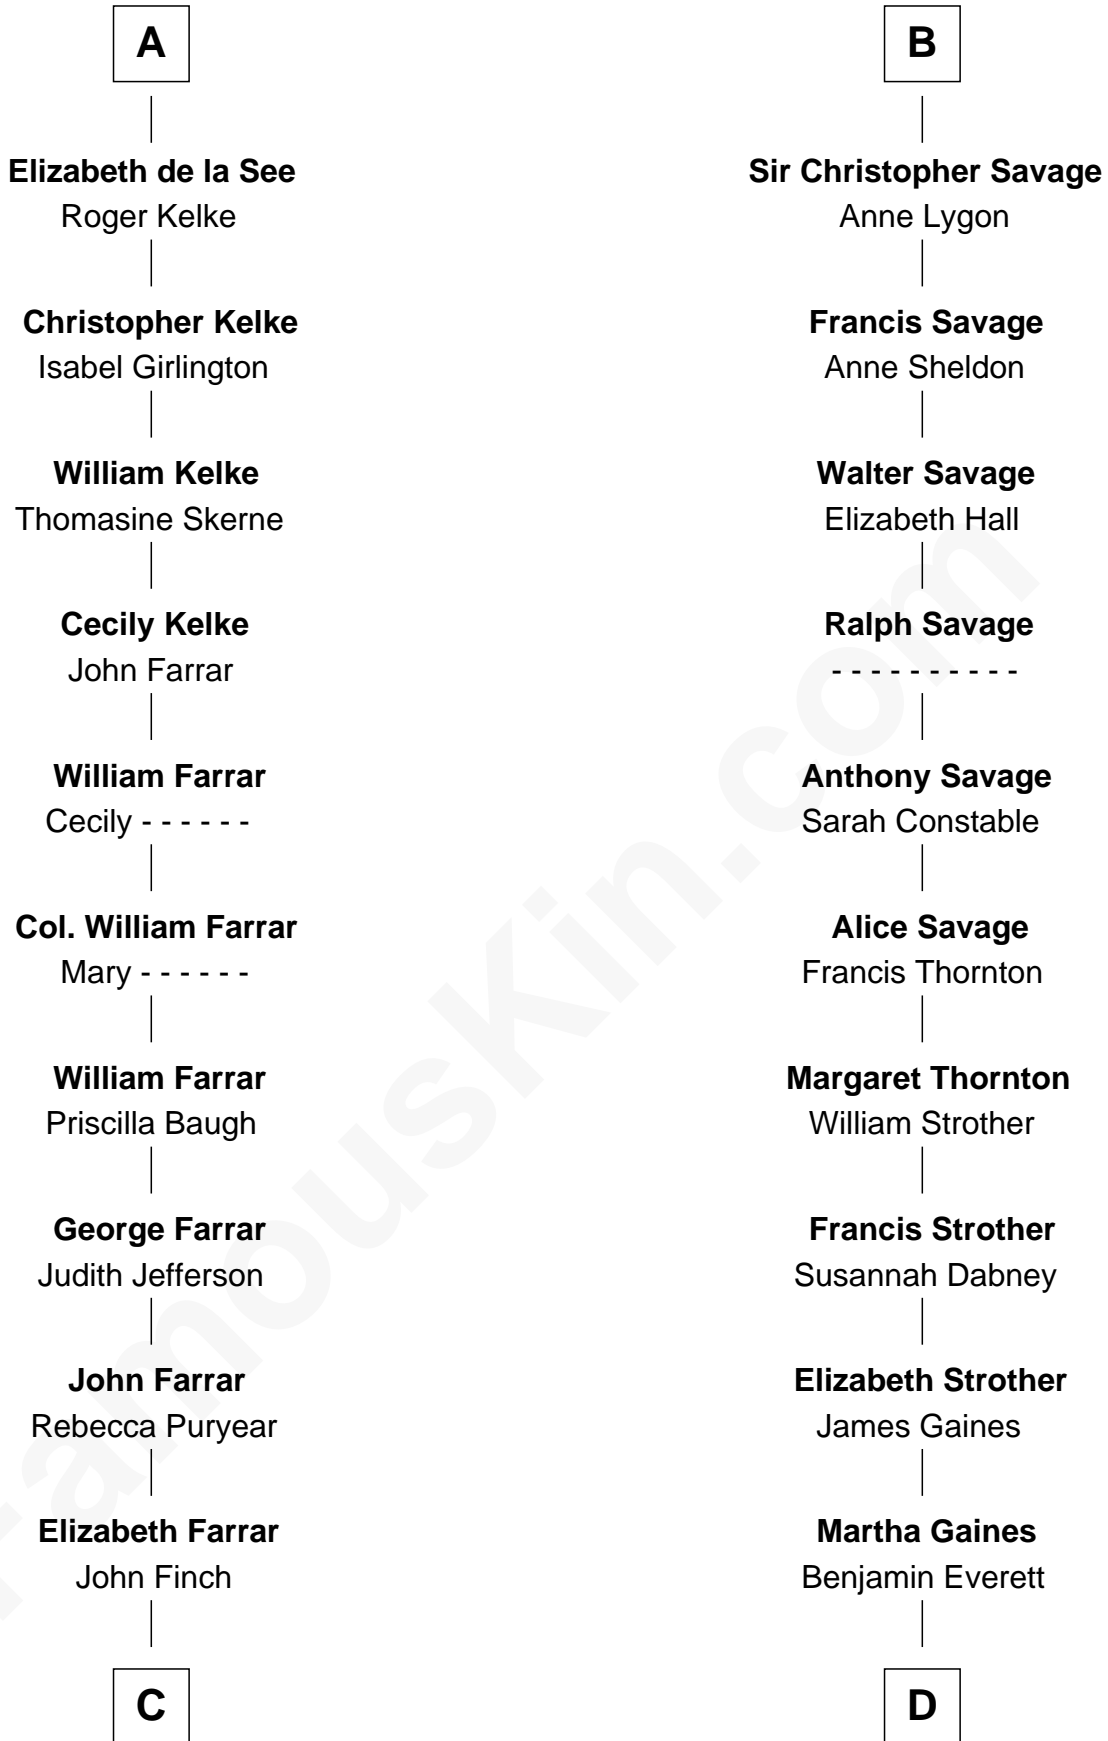 A
Elizabeth de la See
Roger Kelke
Christopher Kelke
Isabel Girlington
William Kelke
Thomasine Skerne
Cecily Kelke
John Farrar
William Farrar
Cecily - - - - - -
Col. William Farrar
Mary - - - - - -
William Farrar
Priscilla Baugh
George Farrar
Judith Jefferson
John Farrar
Rebecca Puryear
Elizabeth Farrar
John Finch
C
B
Sir Christopher Savage
Anne Lygon
Francis Savage
Anne Sheldon
Walter Savage
Elizabeth Hall
Ralph Savage
- - - - - - - - - -
Anthony Savage
Sarah Constable
Alice Savage
Francis Thornton
Margaret Thornton
William Strother
Francis Strother
Susannah Dabney
Elizabeth Strother
James Gaines
Martha Gaines
Benjamin Everett
D
FamousKin.com